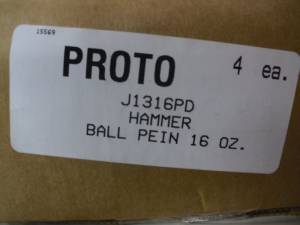 15569
PROTO 4 ea.
J1316PD
HAMMER
BALL PEIN 16 OZ.